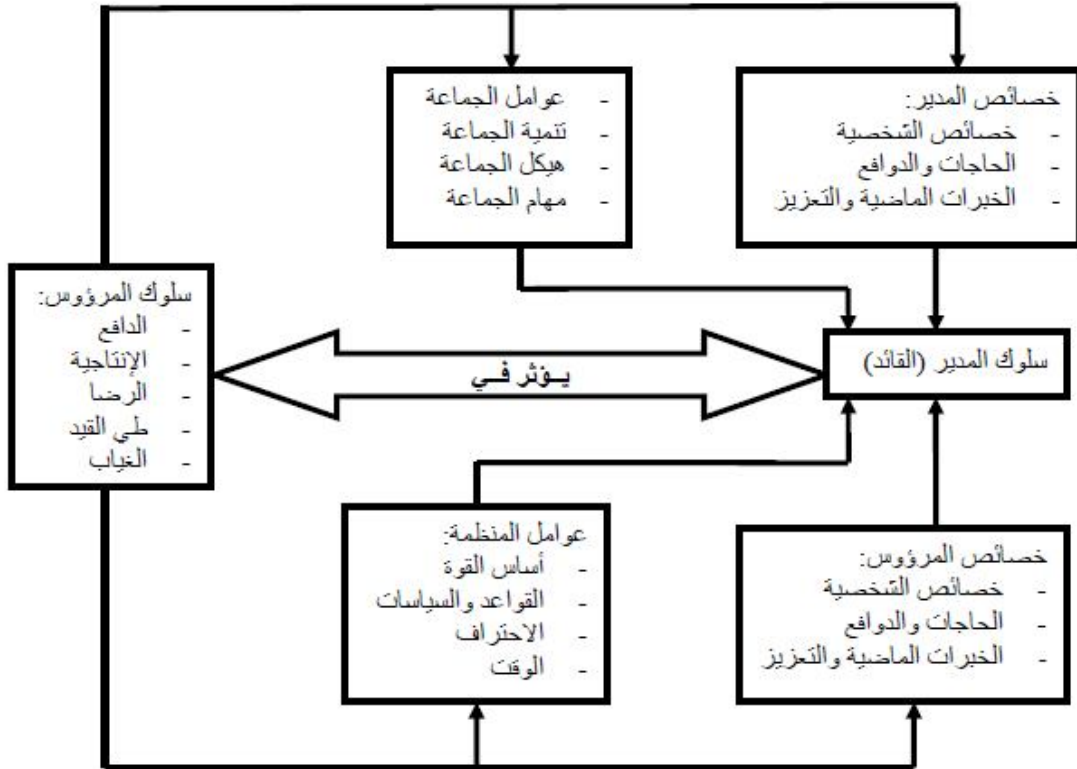 خصائص المدير:
- خصائص الشخصية
- الحاجات والدوافع
- الخبرات الماضية والتعزيز
- عوامل الجماعة
- تنمية الجماعة
- هيكل الجماعة
- مهام الجماعة
سلوك المدير (القائد)
يــؤثر فــي
سلوك المرؤوس:
- الدافع
- الإنتاجية
- الرضا
- طي القيد
- الغياب
خصائص المرؤوس:
- خصائص الشخصية
- الحاجات والدوافع
- الخبرات الماضية والتعزيز
عوامل المنظمة:
- أساس القوة
- القواعد والسياسات
- الاحتراف
- الوقت